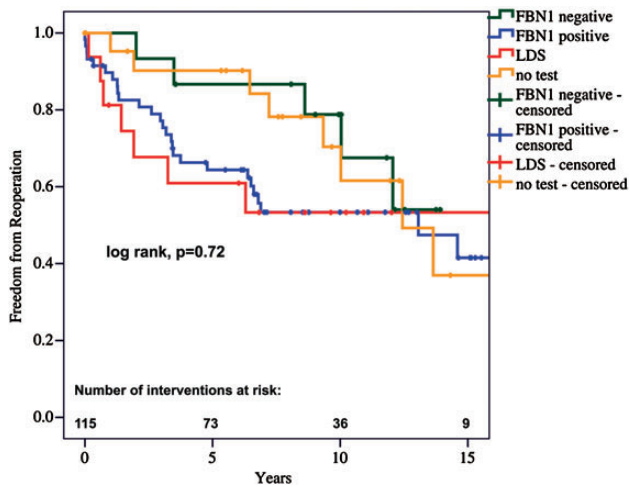 FBN1 negative
FBN1 positive
LDS
no test
FBN1 negative -
censored
FBN1 positive -
censored
LDS - censored
no test - censored
Freedom from Reoperation
1.0
0.8
0.6
0.4
0.2
0.0
log rank, p=0.72
Number of interventions at risk:
115 73 36 9
0 5 10 15
Years